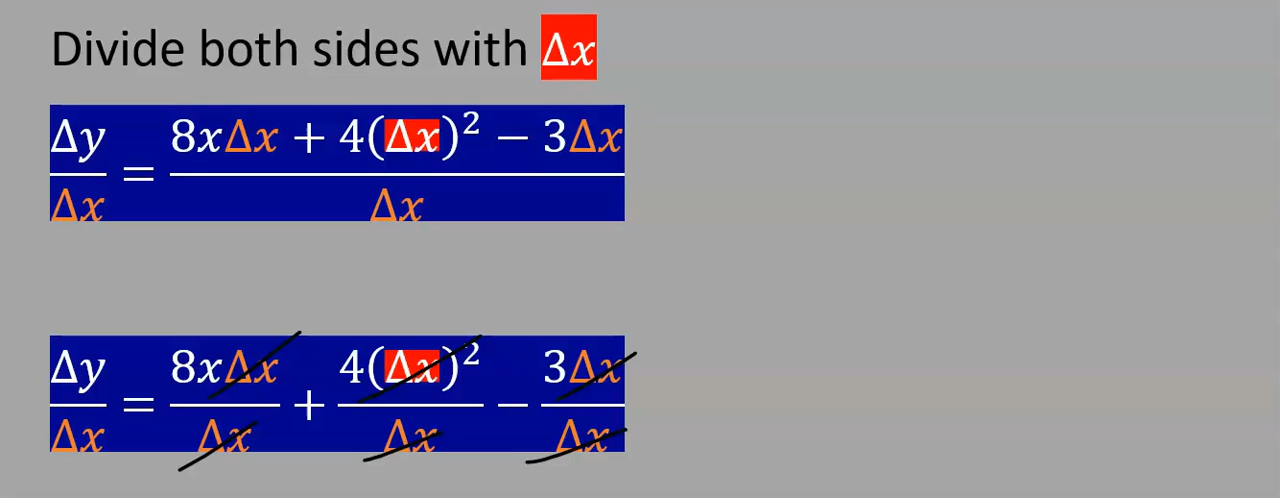 Divide both sides with Δx
Δy/Δx = (8xΔx + 4(Δx)² − 3Δx)/Δx
Δy/Δx = 8xΔx/Δx + 4(Δx)²/Δx − 3Δx/Δx